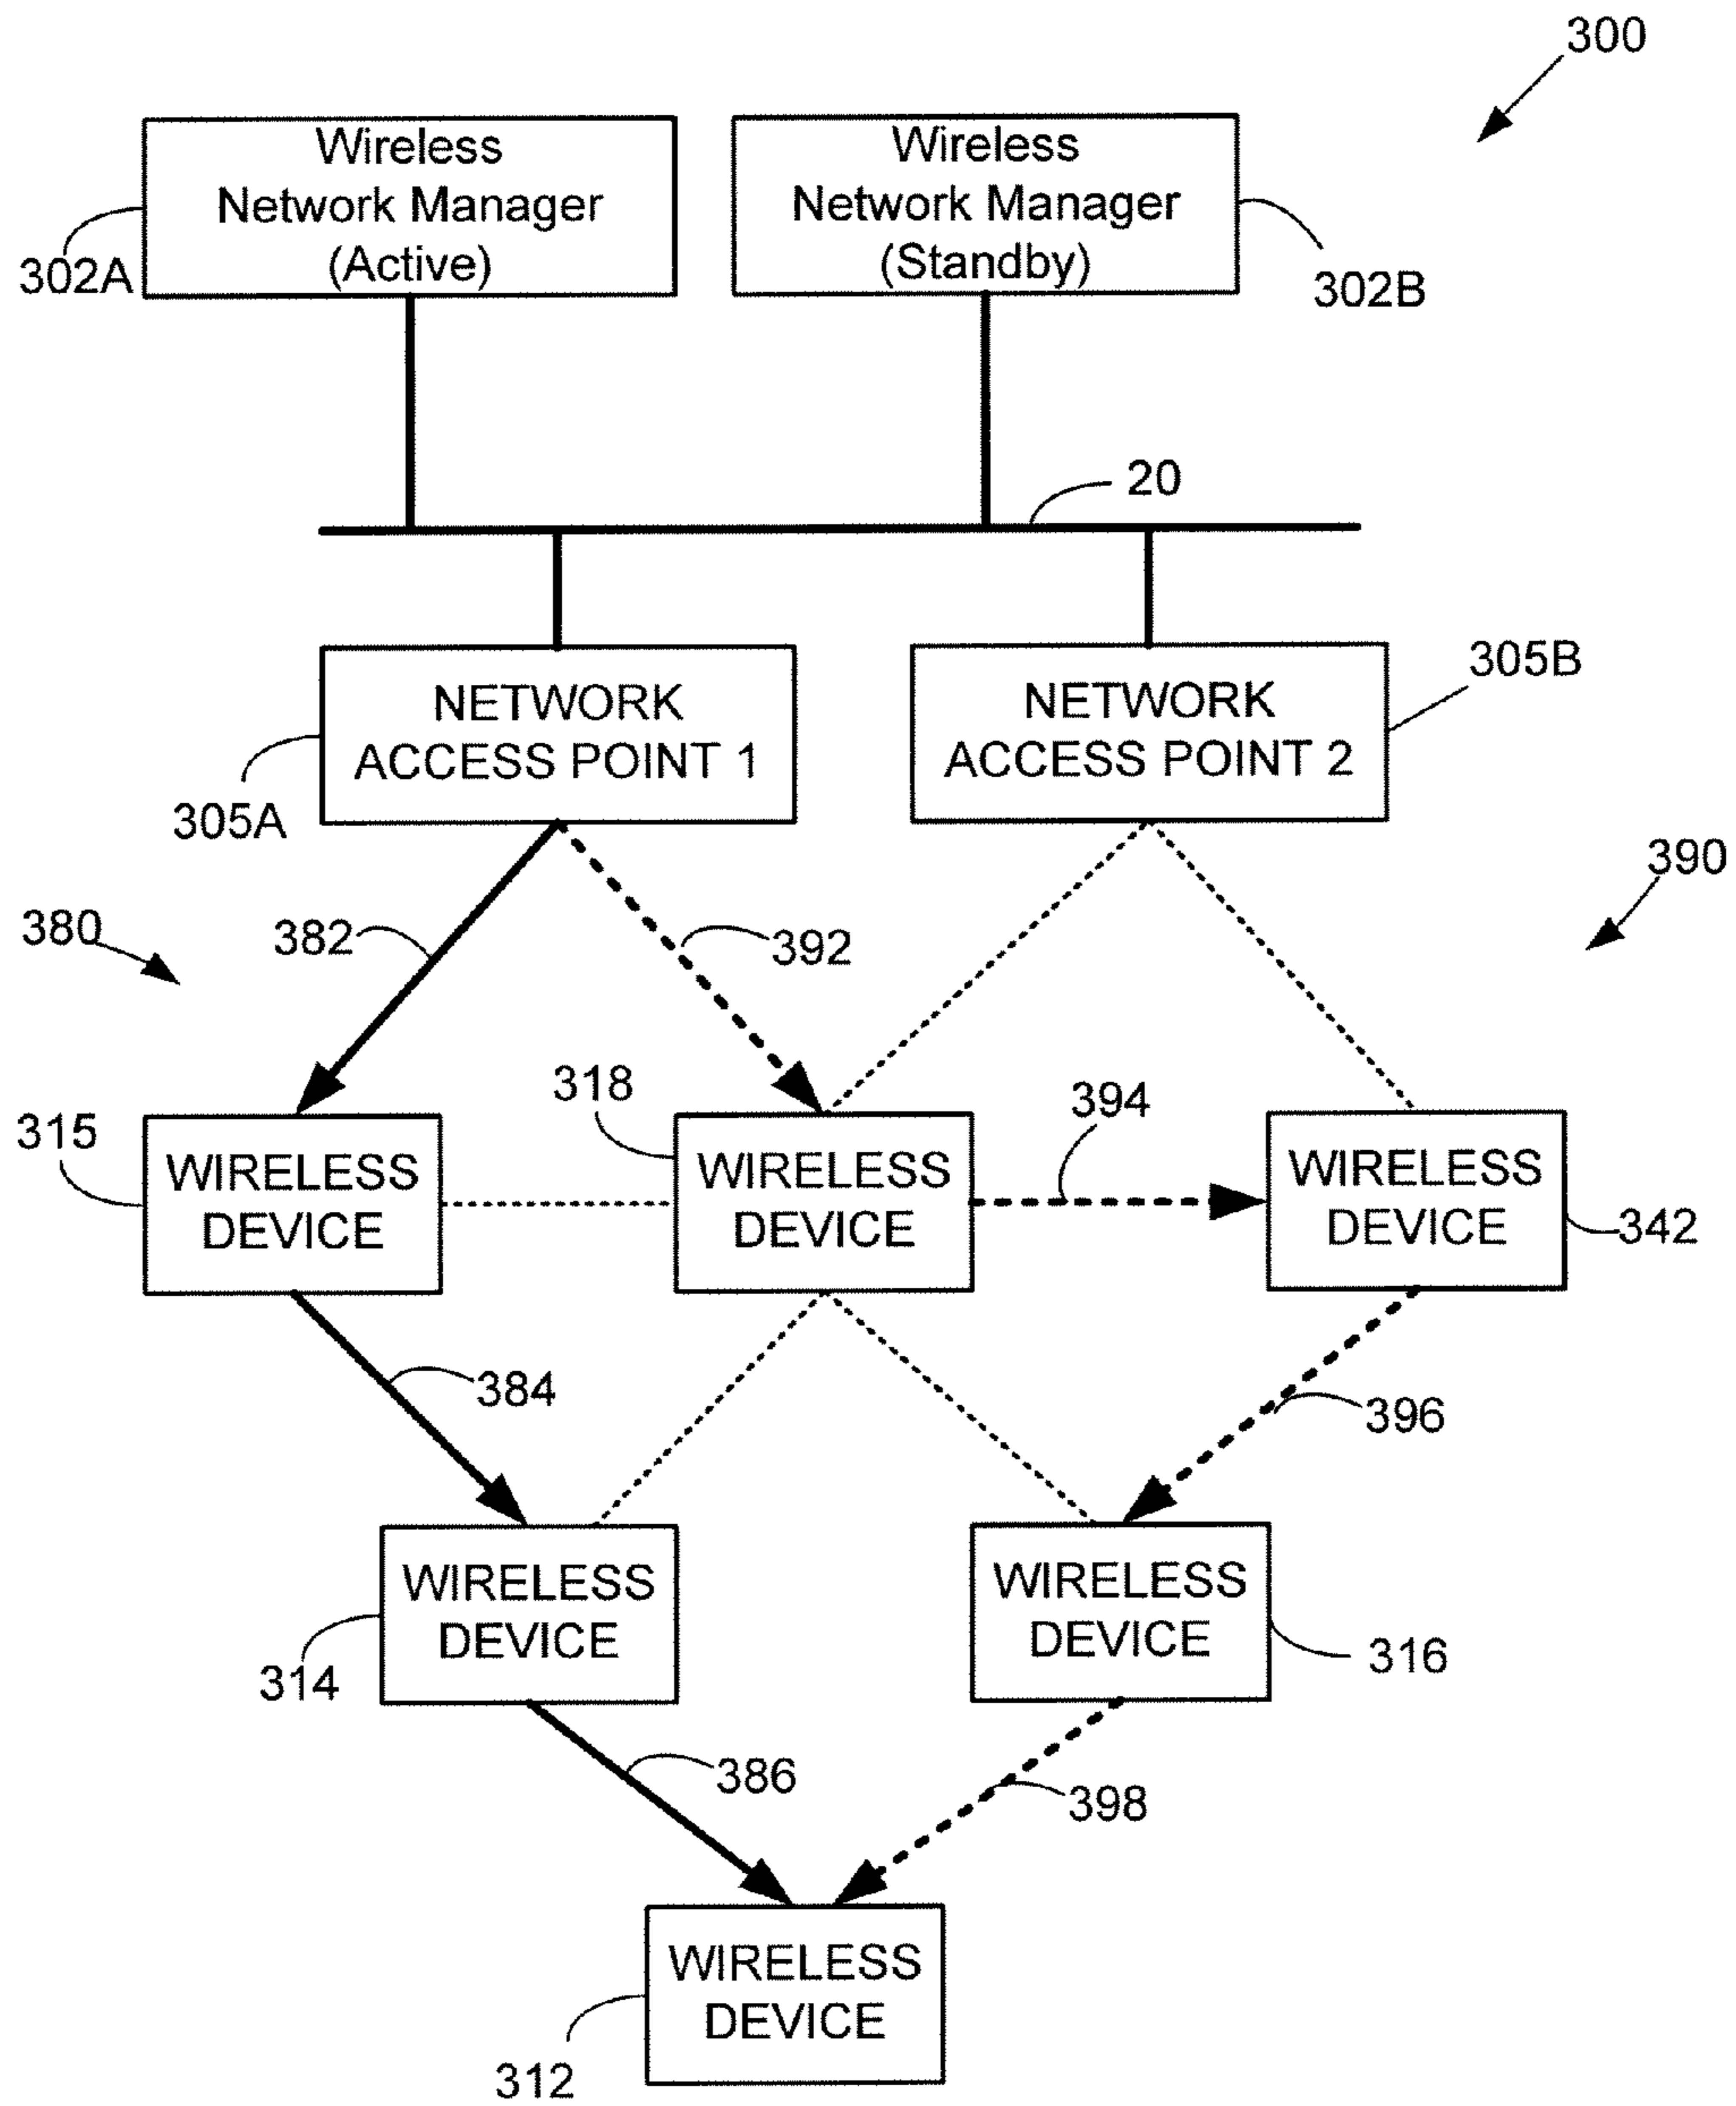 300
Wireless
Network Manager
(Active)
Wireless
Network Manager
(Standby)
302A
302B
20
NETWORK
ACCESS POINT 1
NETWORK
ACCESS POINT 2
305B
305A
390
380
382
392
318
394
315
WIRELESS
DEVICE
WIRELESS
DEVICE
WIRELESS
DEVICE
342
384
396
WIRELESS
DEVICE
WIRELESS
DEVICE
314
316
386
398
WIRELESS
DEVICE
312